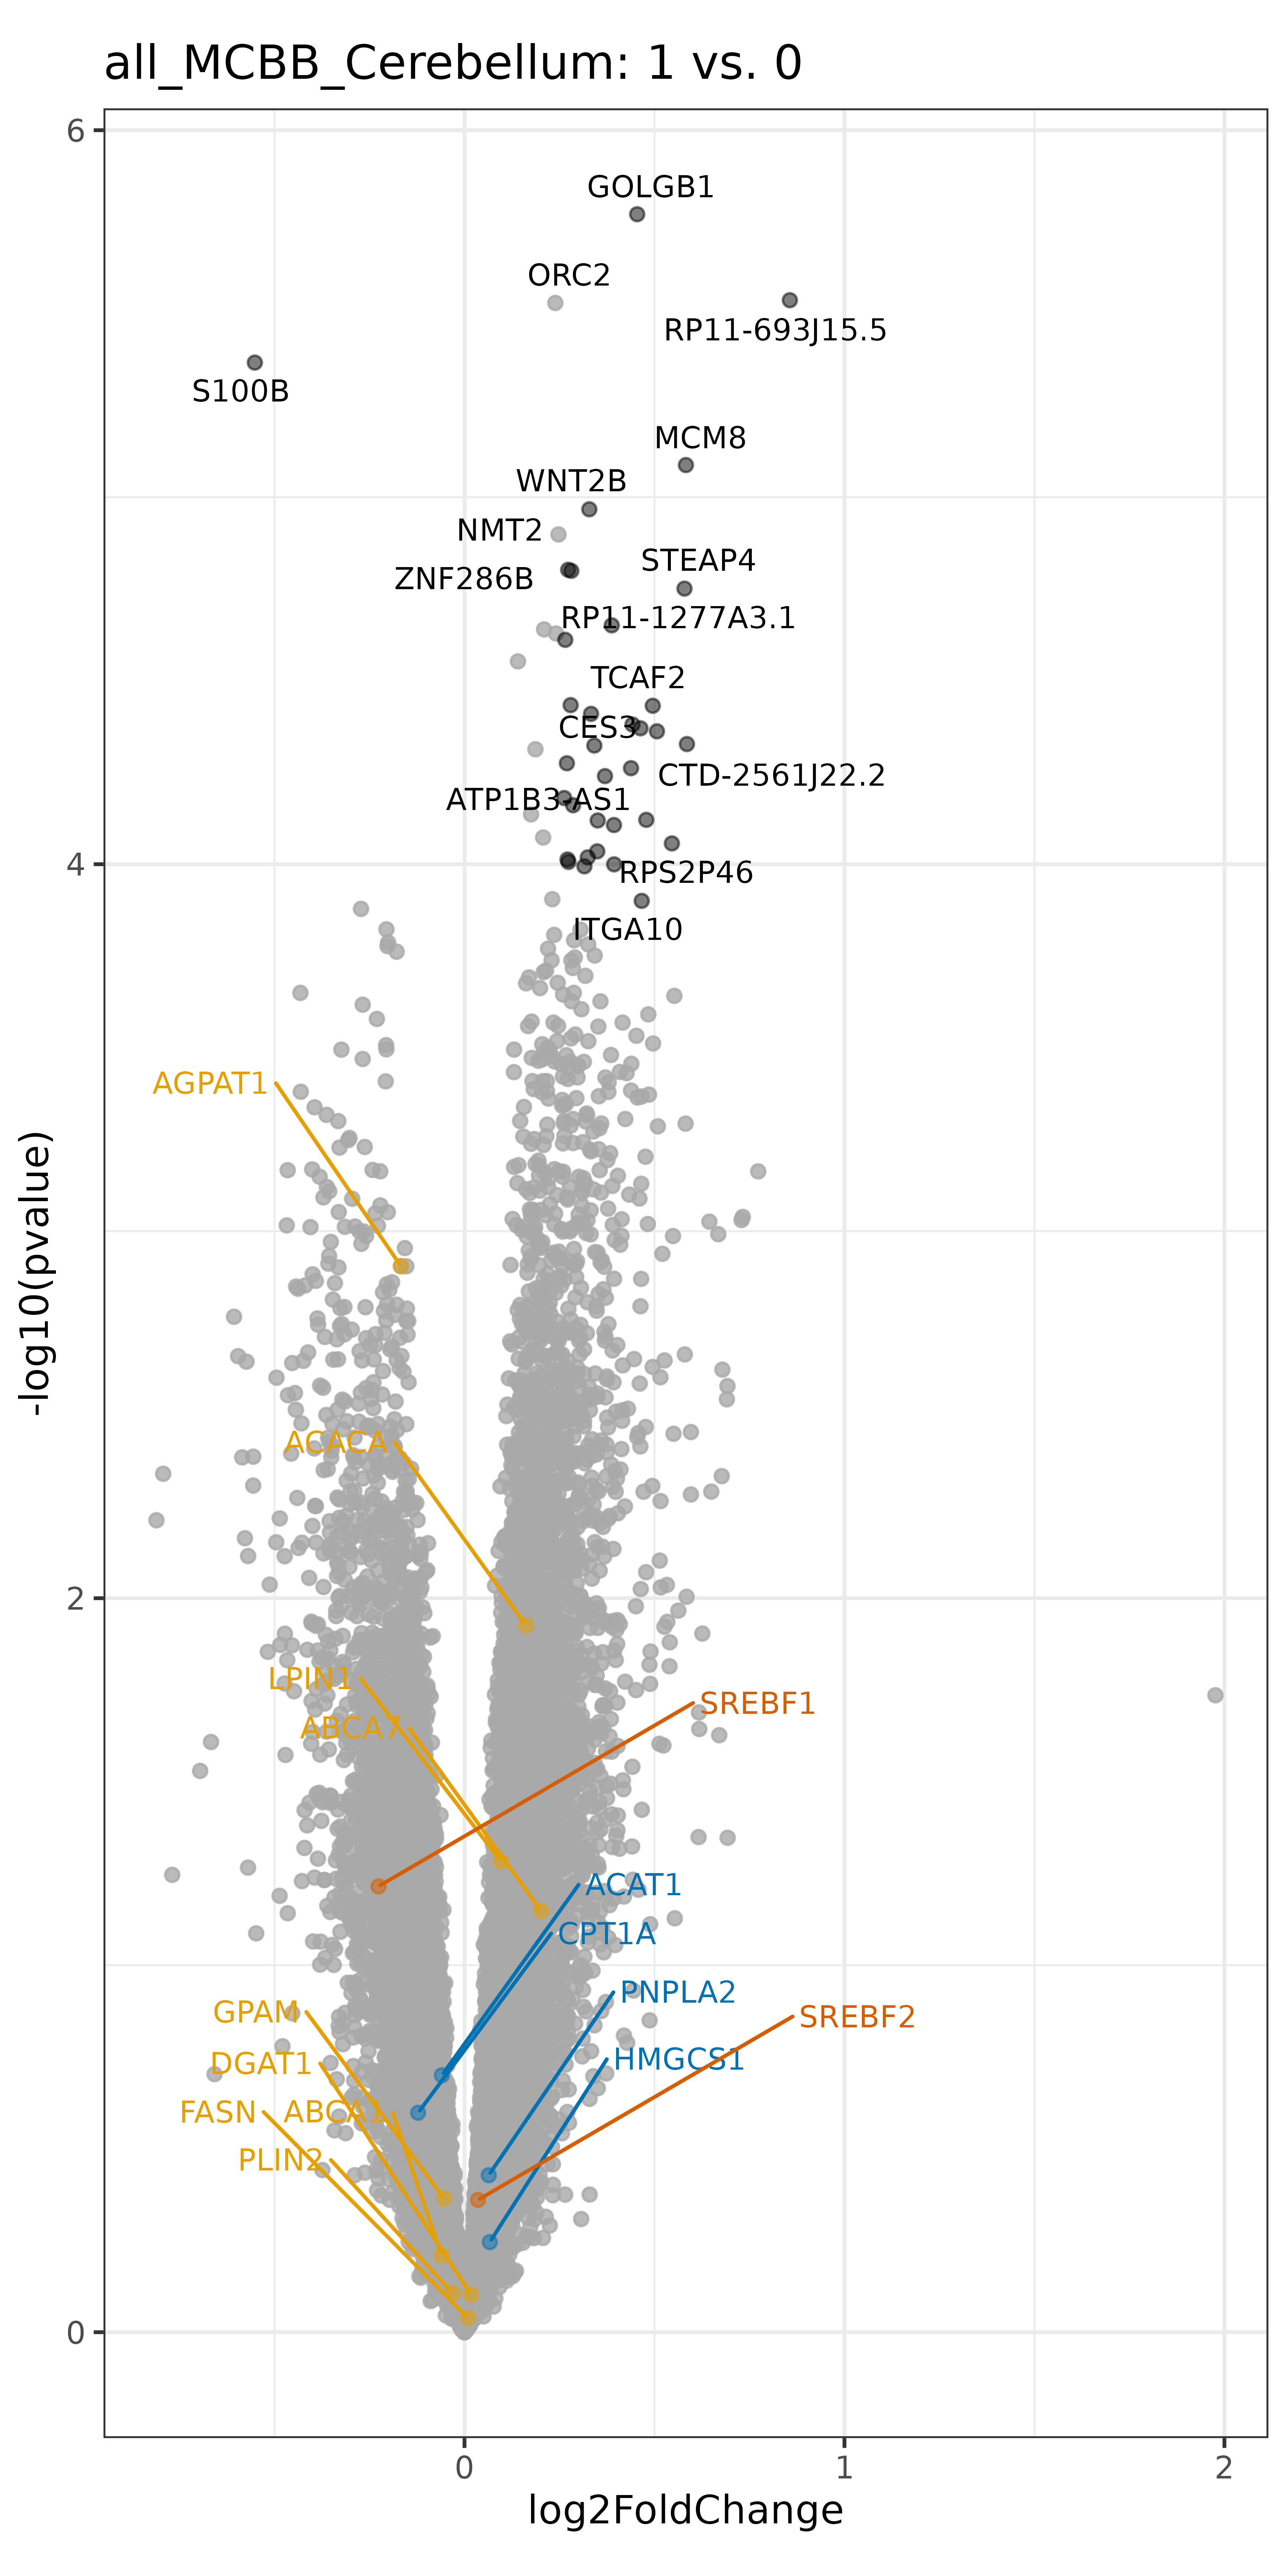 all_MCBB_Cerebellum: 1 vs. 0
6
GOLGB1
ORC2
RP11-693J15.5
S100B
MCM8
WNT2B
NMT2
STEAP4
ZNF286B
RP11-1277A3.1
TCAF2
CES3
CTD-2561J22.2
ATP1B3-AS1
4
RPS2P46
ITGA10
AGPAT1
-log10(pvalue)
ACACA
2
LPIN1
SREBF1
ABCA7
ACAT1
CPT1A
PNPLA2
GPAM
SREBF2
DGAT1
HMGCS1
FASN ABCA1
PLIN2
0
0 1 2
log2FoldChange